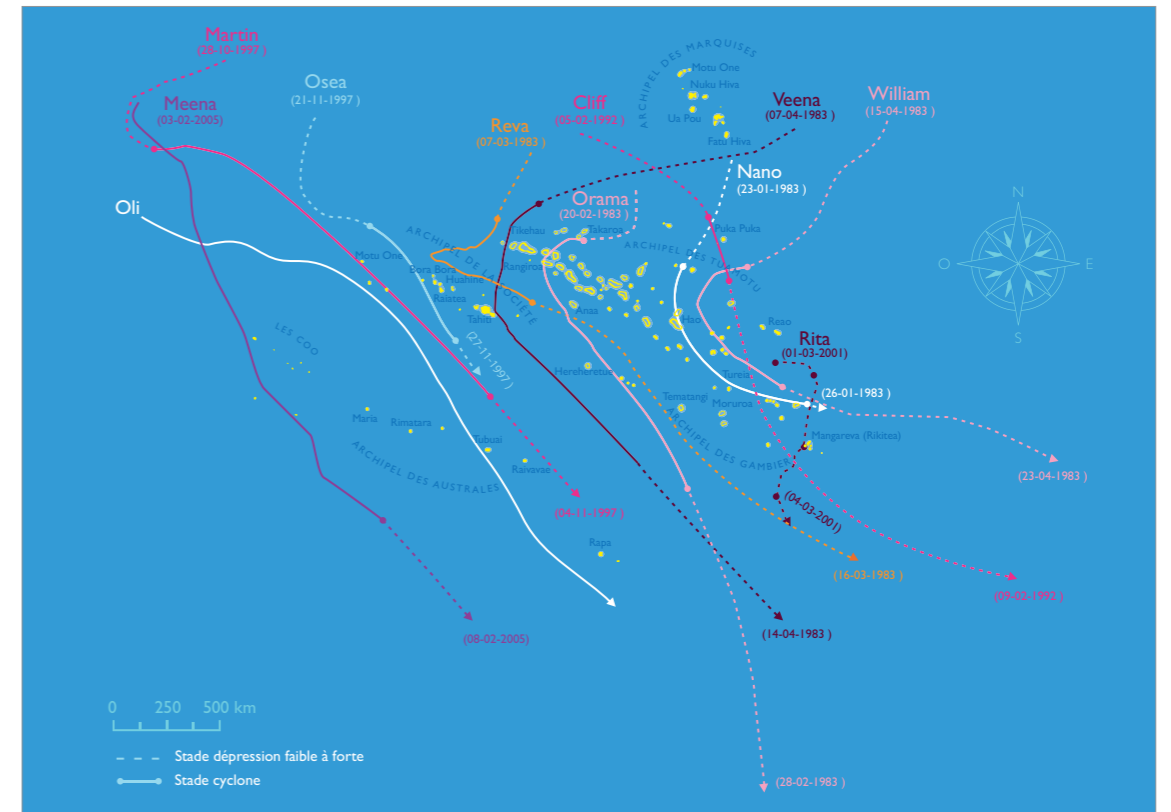 Martin
(28-10-1997 )
Meena
(03-02-2005)
Osea
(21-11-1997 )
Reva
(07-03-1983 )
Cliff
(05-02-1992 )
ARCHIPEL DES MARQUISES
Motu One
Nuku Hiva
Ua Pou
Fatu Hiva
Veena
(07-04-1983 )
William
(15-04-1983 )
Nano
(23-01-1983 )
Oli
Orama
(20-02-1983 )
N
O
E
S
Tikehau
Takaroa
Puka Puka
ARCHIPEL DE LA SOCIÉTÉ
ARCHIPEL DES TUAMOTU
Motu One
Bora Bora
Huahine
Raiatea
Tahiti
Rangiroa
Anaa
Hao
Reao
LES COO
(27-11-1997 )
Rita
(01-03-2001)
Hereheretue
Tureia
(26-01-1983 )
Tematangi
Moruroa
Maria
Rimatara
Tubuai
Raivavae
ARCHIPEL DES AUSTRALES
ARCHIPEL DES GAMBIER
Mangareva (Rikitea)
(23-04-1983 )
(04-11-1997 )
(04-03-2001)
Rapa
(16-03-1983 )
(09-02-1992 )
(08-02-2005)
(14-04-1983 )
(28-02-1983 )
0 250 500 km
Stade dépression faible à forte
Stade cyclone